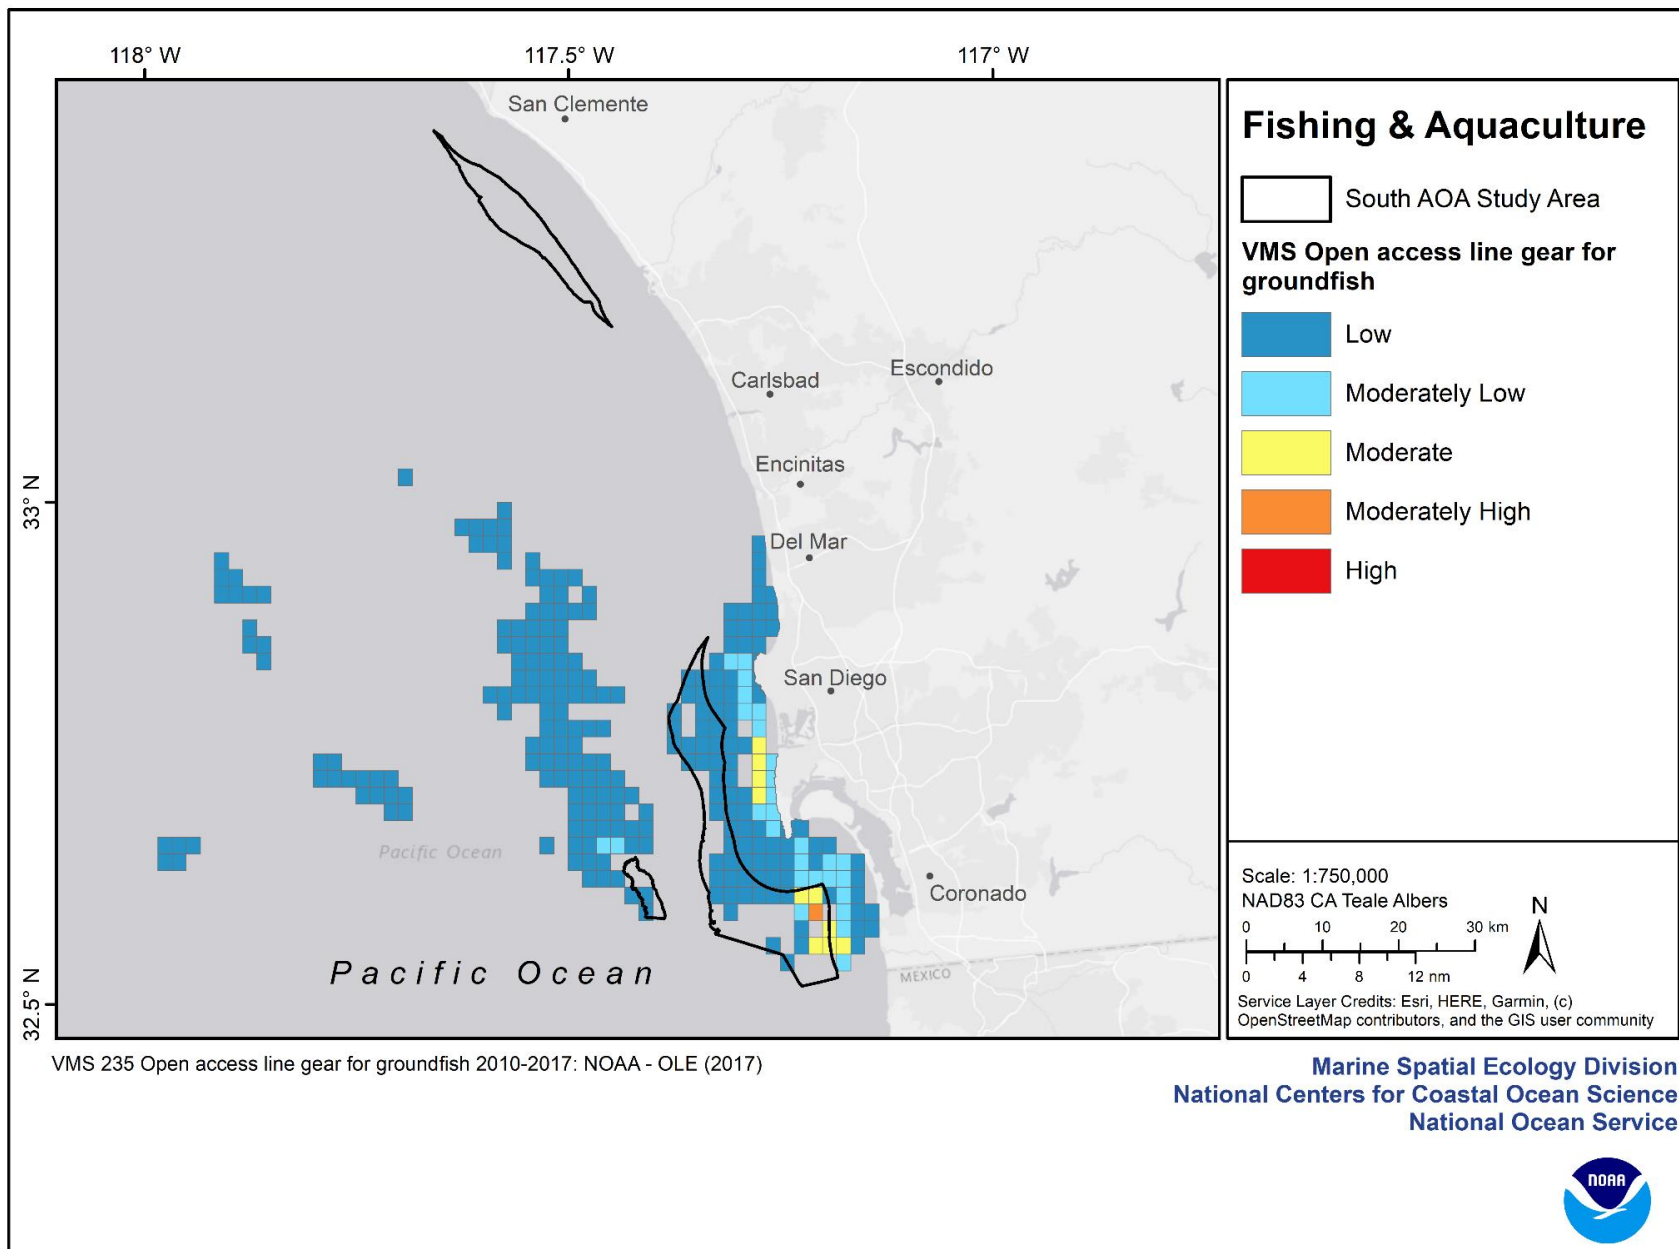 118° W
117.5° W
117° W
San Clemente
Carlsbad
Escondido
Encinitas
33° N
Del Mar
San Diego
Pacific Ocean
Coronado
Pacific Ocean
MEXICO
32.5° N
Fishing & Aquaculture
South AOA Study Area
VMS Open access line gear for
groundfish
Low
Moderately Low
Moderate
Moderately High
High
Scale: 1:750,000
NAD83 CA Teale Albers
N
0 10 20 30 km
0 4 8 12 nm
Service Layer Credits: Esri, HERE, Garmin, (c)
OpenStreetMap contributors, and the GIS user community
VMS 235 Open access line gear for groundfish 2010-2017: NOAA - OLE (2017)
Marine Spatial Ecology Division
National Centers for Coastal Ocean Science
National Ocean Service
NOAA